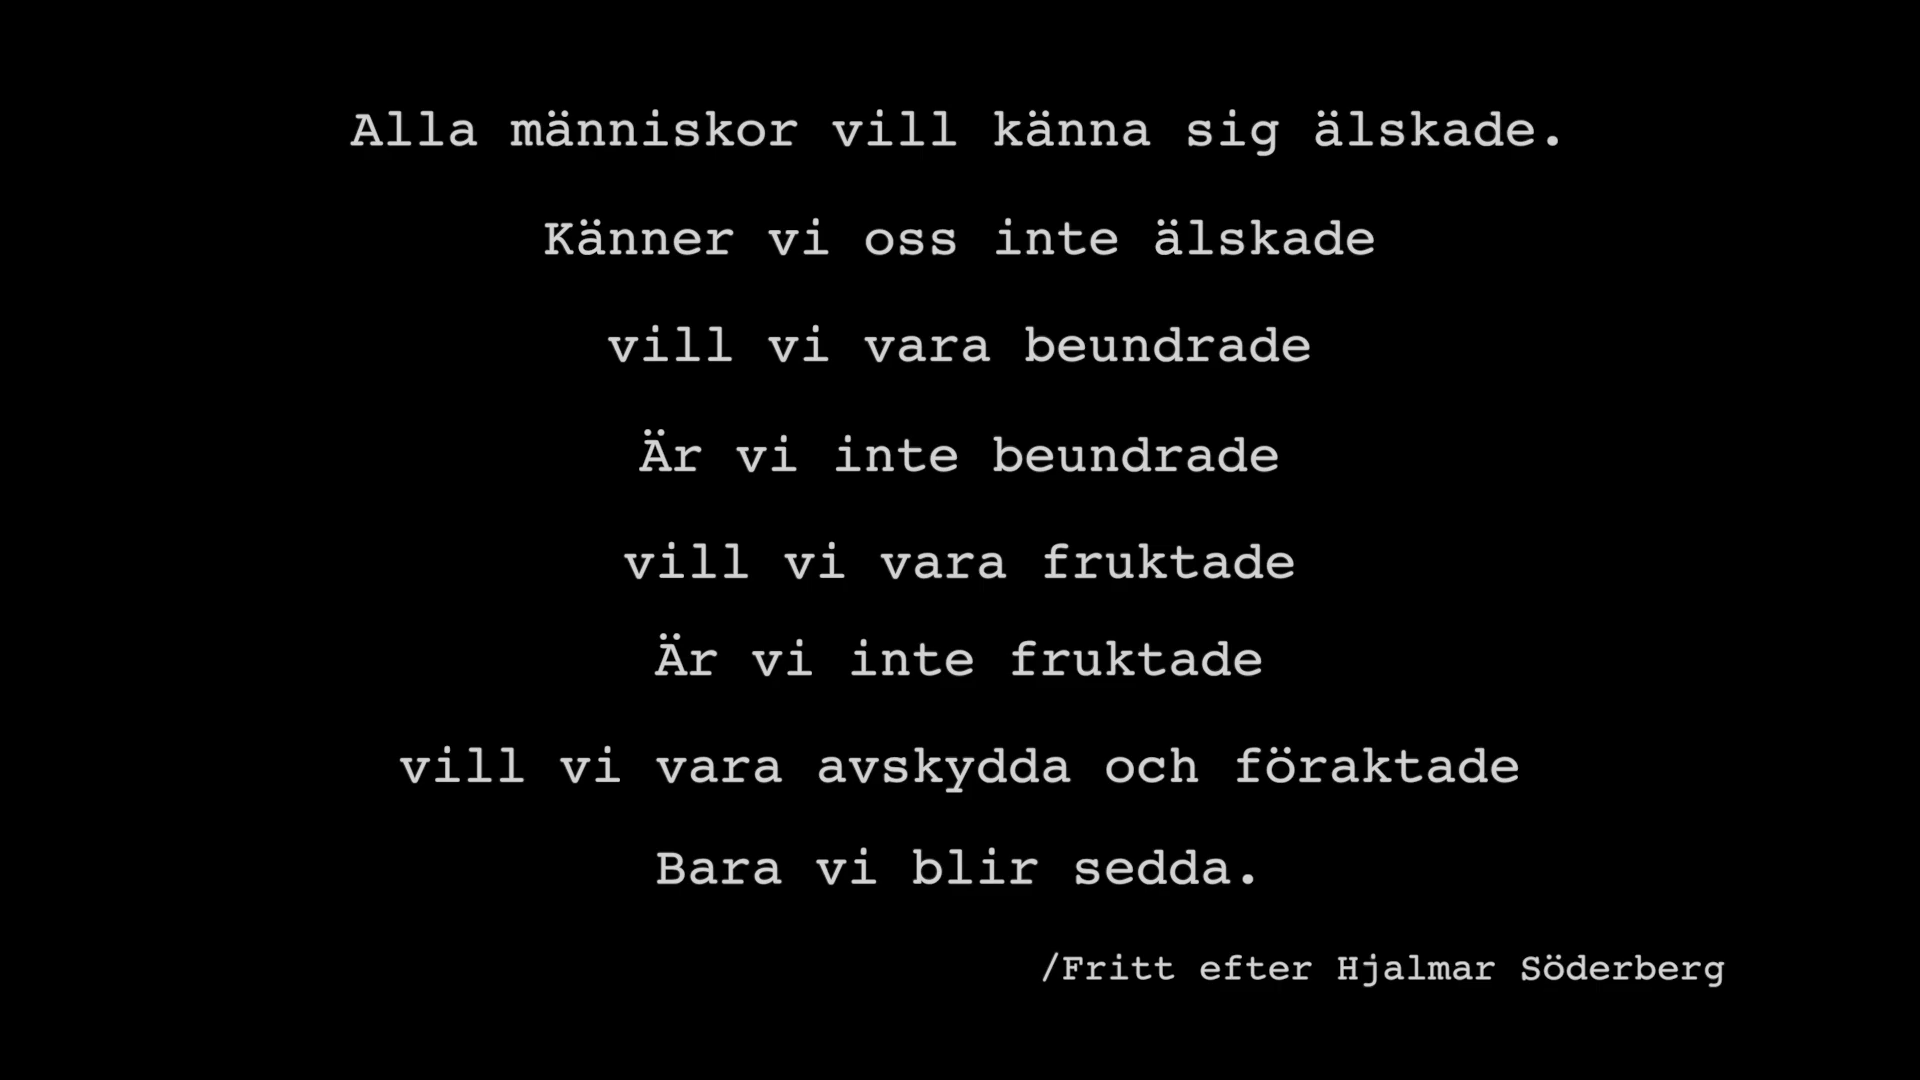 Alla människor vill känna sig älskade.
Känner vi oss inte älskade
vill vi vara beundrade
Är vi inte beundrade
vill vi vara fruktade
Är vi inte fruktade
vill vi vara avskydda och föraktade
Bara vi blir sedda.
/Fritt efter Hjalmar Söderberg